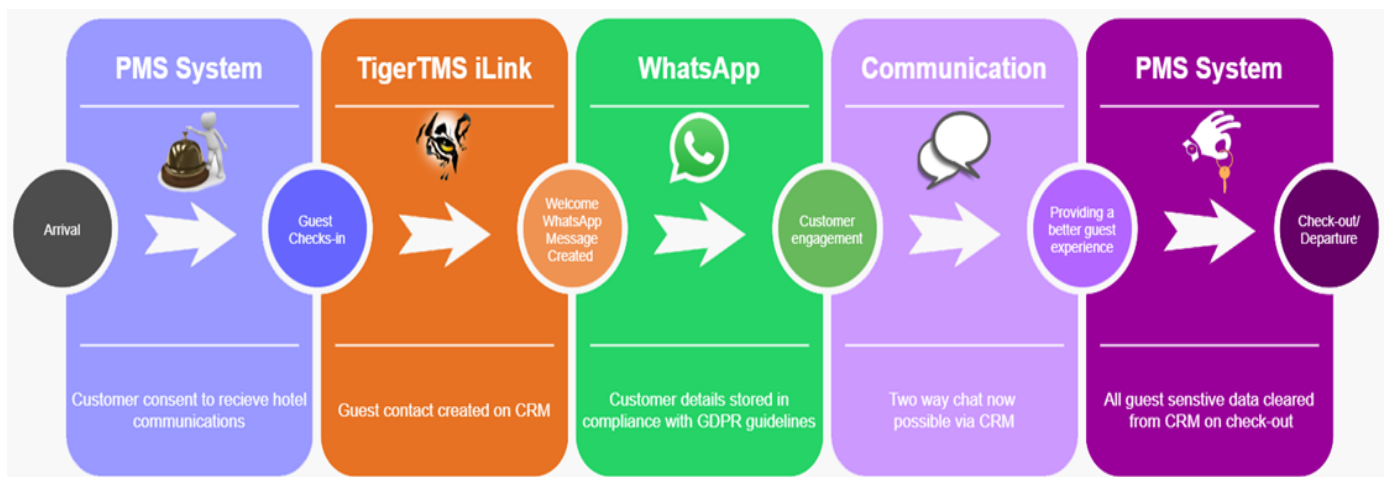 PMS System
TigerTMS iLink
WhatsApp
Communication
PMS System
Arrival
Guest
Checks-in
Welcome
WhatsApp
Message
Created
Customer
engagement
Providing a
better guest
experience
Check-out/
Departure
Customer consent to recieve hotel
communications
Guest contact created on CRM
Customer details stored in
compliance with GDPR guidelines
Two way chat now
possible via CRM
All guest senstive data cleared
from CRM on check-out